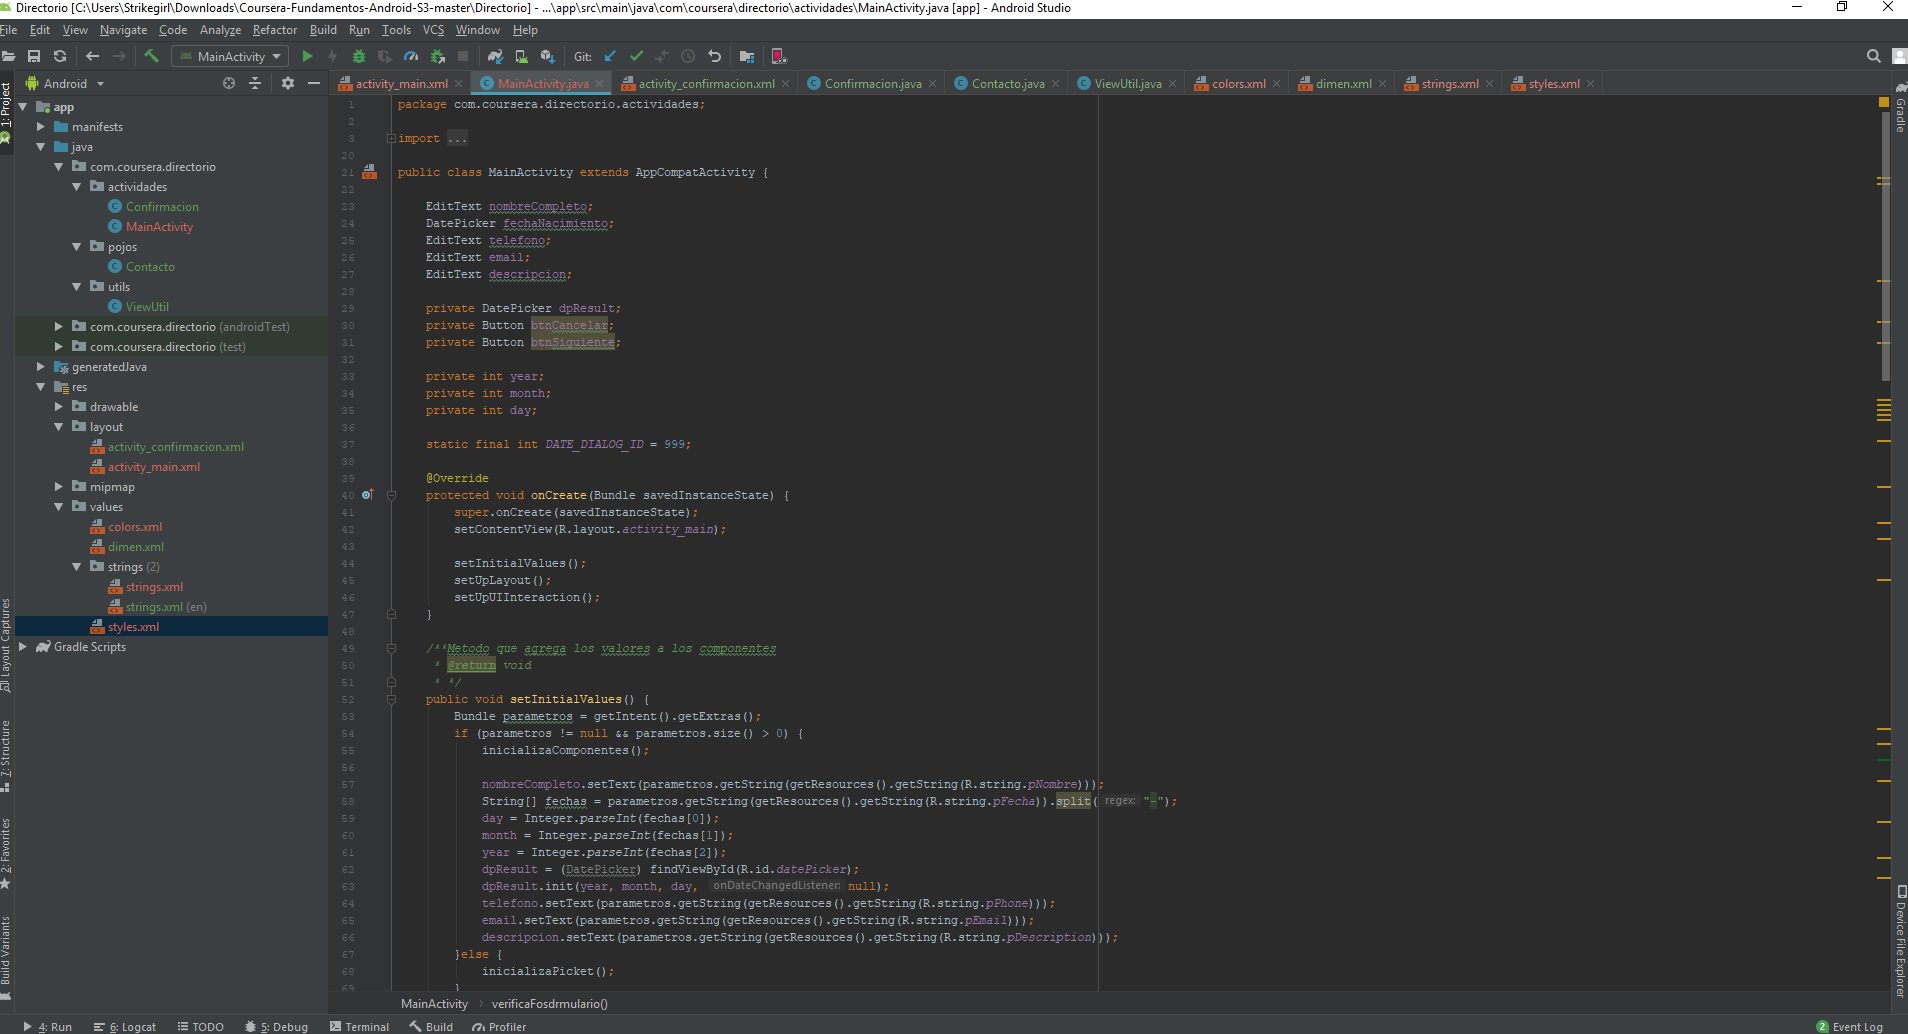 Directorio [C:\Users\Strikegirl\Downloads\Coursera-Fundamentos-Android-S3-master\Directorio] - ...\app\src\main\java\com\coursera\directorio\actividades\MainActivity.java [app] - Android Studio
File Edit View Navigate Code Analyze Refactor Build Run Tools VCS Window Help
MainActivity Git:
1: Project
Android
activity_main.xml MainActivity.java activity_confirmacion.xml Confirmacion.java Contacto.java ViewUtil.java colors.xml dimen.xml strings.xml styles.xml
app
manifests
java
com.coursera.directorio
actividades
Confirmacion
MainActivity
pojos
Contacto
utils
ViewUtil
com.coursera.directorio (androidTest)
com.coursera.directorio (test)
generatedJava
res
drawable
layout
activity_confirmacion.xml
activity_main.xml
mipmap
values
colors.xml
dimen.xml
strings (2)
strings.xml
strings.xml (en)
styles.xml
Gradle Scripts
Layout Captures
7: Structure
2: Favorites
Build Variants
1 package com.coursera.directorio.actividades;
2
3 import ...
20
21 public class MainActivity extends AppCompatActivity {
22
23 EditText nombreCompleto;
24 DatePicker fechaNacimiento;
25 EditText telefono;
26 EditText email;
27 EditText descripcion;
28
29 private DatePicker dpResult;
30 private Button btnCancelar;
31 private Button btnSiguiente;
32
33 private int year;
34 private int month;
35 private int day;
36
37 static final int DATE_DIALOG_ID = 999;
38
39 @Override
40 protected void onCreate(Bundle savedInstanceState) {
41 super.onCreate(savedInstanceState);
42 setContentView(R.layout.activity_main);
43
44 setInitialValues();
45 setUpLayout();
46 setUpUIInteraction();
47 }
48
49 /**Metodo que agrega los valores a los componentes
50 * @return void
51 * */
52 public void setInitialValues() {
53 Bundle parametros = getIntent().getExtras();
54 if (parametros != null && parametros.size() > 0) {
55 inicializaComponentes();
56
57 nombreCompleto.setText(parametros.getString(getResources().getString(R.string.pNombre)));
58 String[] fechas = parametros.getString(getResources().getString(R.string.pFecha)).split( regex: "-");
59 day = Integer.parseInt(fechas[0]);
60 month = Integer.parseInt(fechas[1]);
61 year = Integer.parseInt(fechas[2]);
62 dpResult = (DatePicker) findViewById(R.id.datePicker);
63 dpResult.init(year, month, day, onDateChangedListener: null);
64 telefono.setText(parametros.getString(getResources().getString(R.string.pPhone)));
65 email.setText(parametros.getString(getResources().getString(R.string.pEmail)));
66 descripcion.setText(parametros.getString(getResources().getString(R.string.pDescription)));
67 }else {
68 inicializaPicket();
69 }
MainActivity › verificaFosdrmulario()
Gradle
Device File Explorer
4: Run 6: Logcat TODO 5: Debug Terminal Build Profiler 2 Event Log